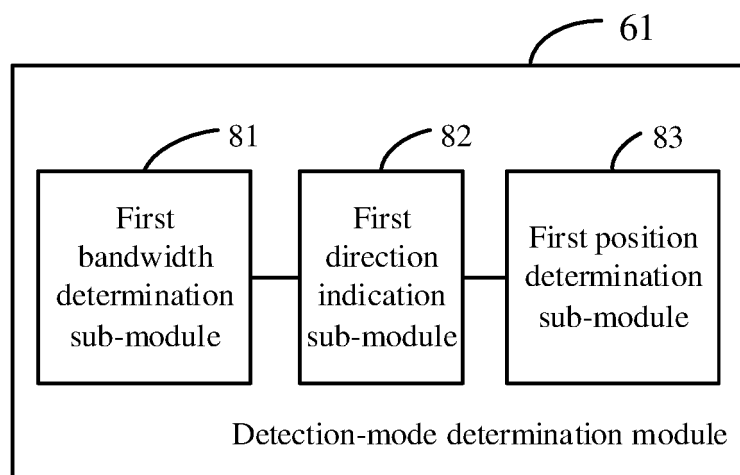 61
81
82
83
First
bandwidth
determination
sub-module
First
direction
indication
sub-module
First position
determination
sub-module
Detection-mode determination module